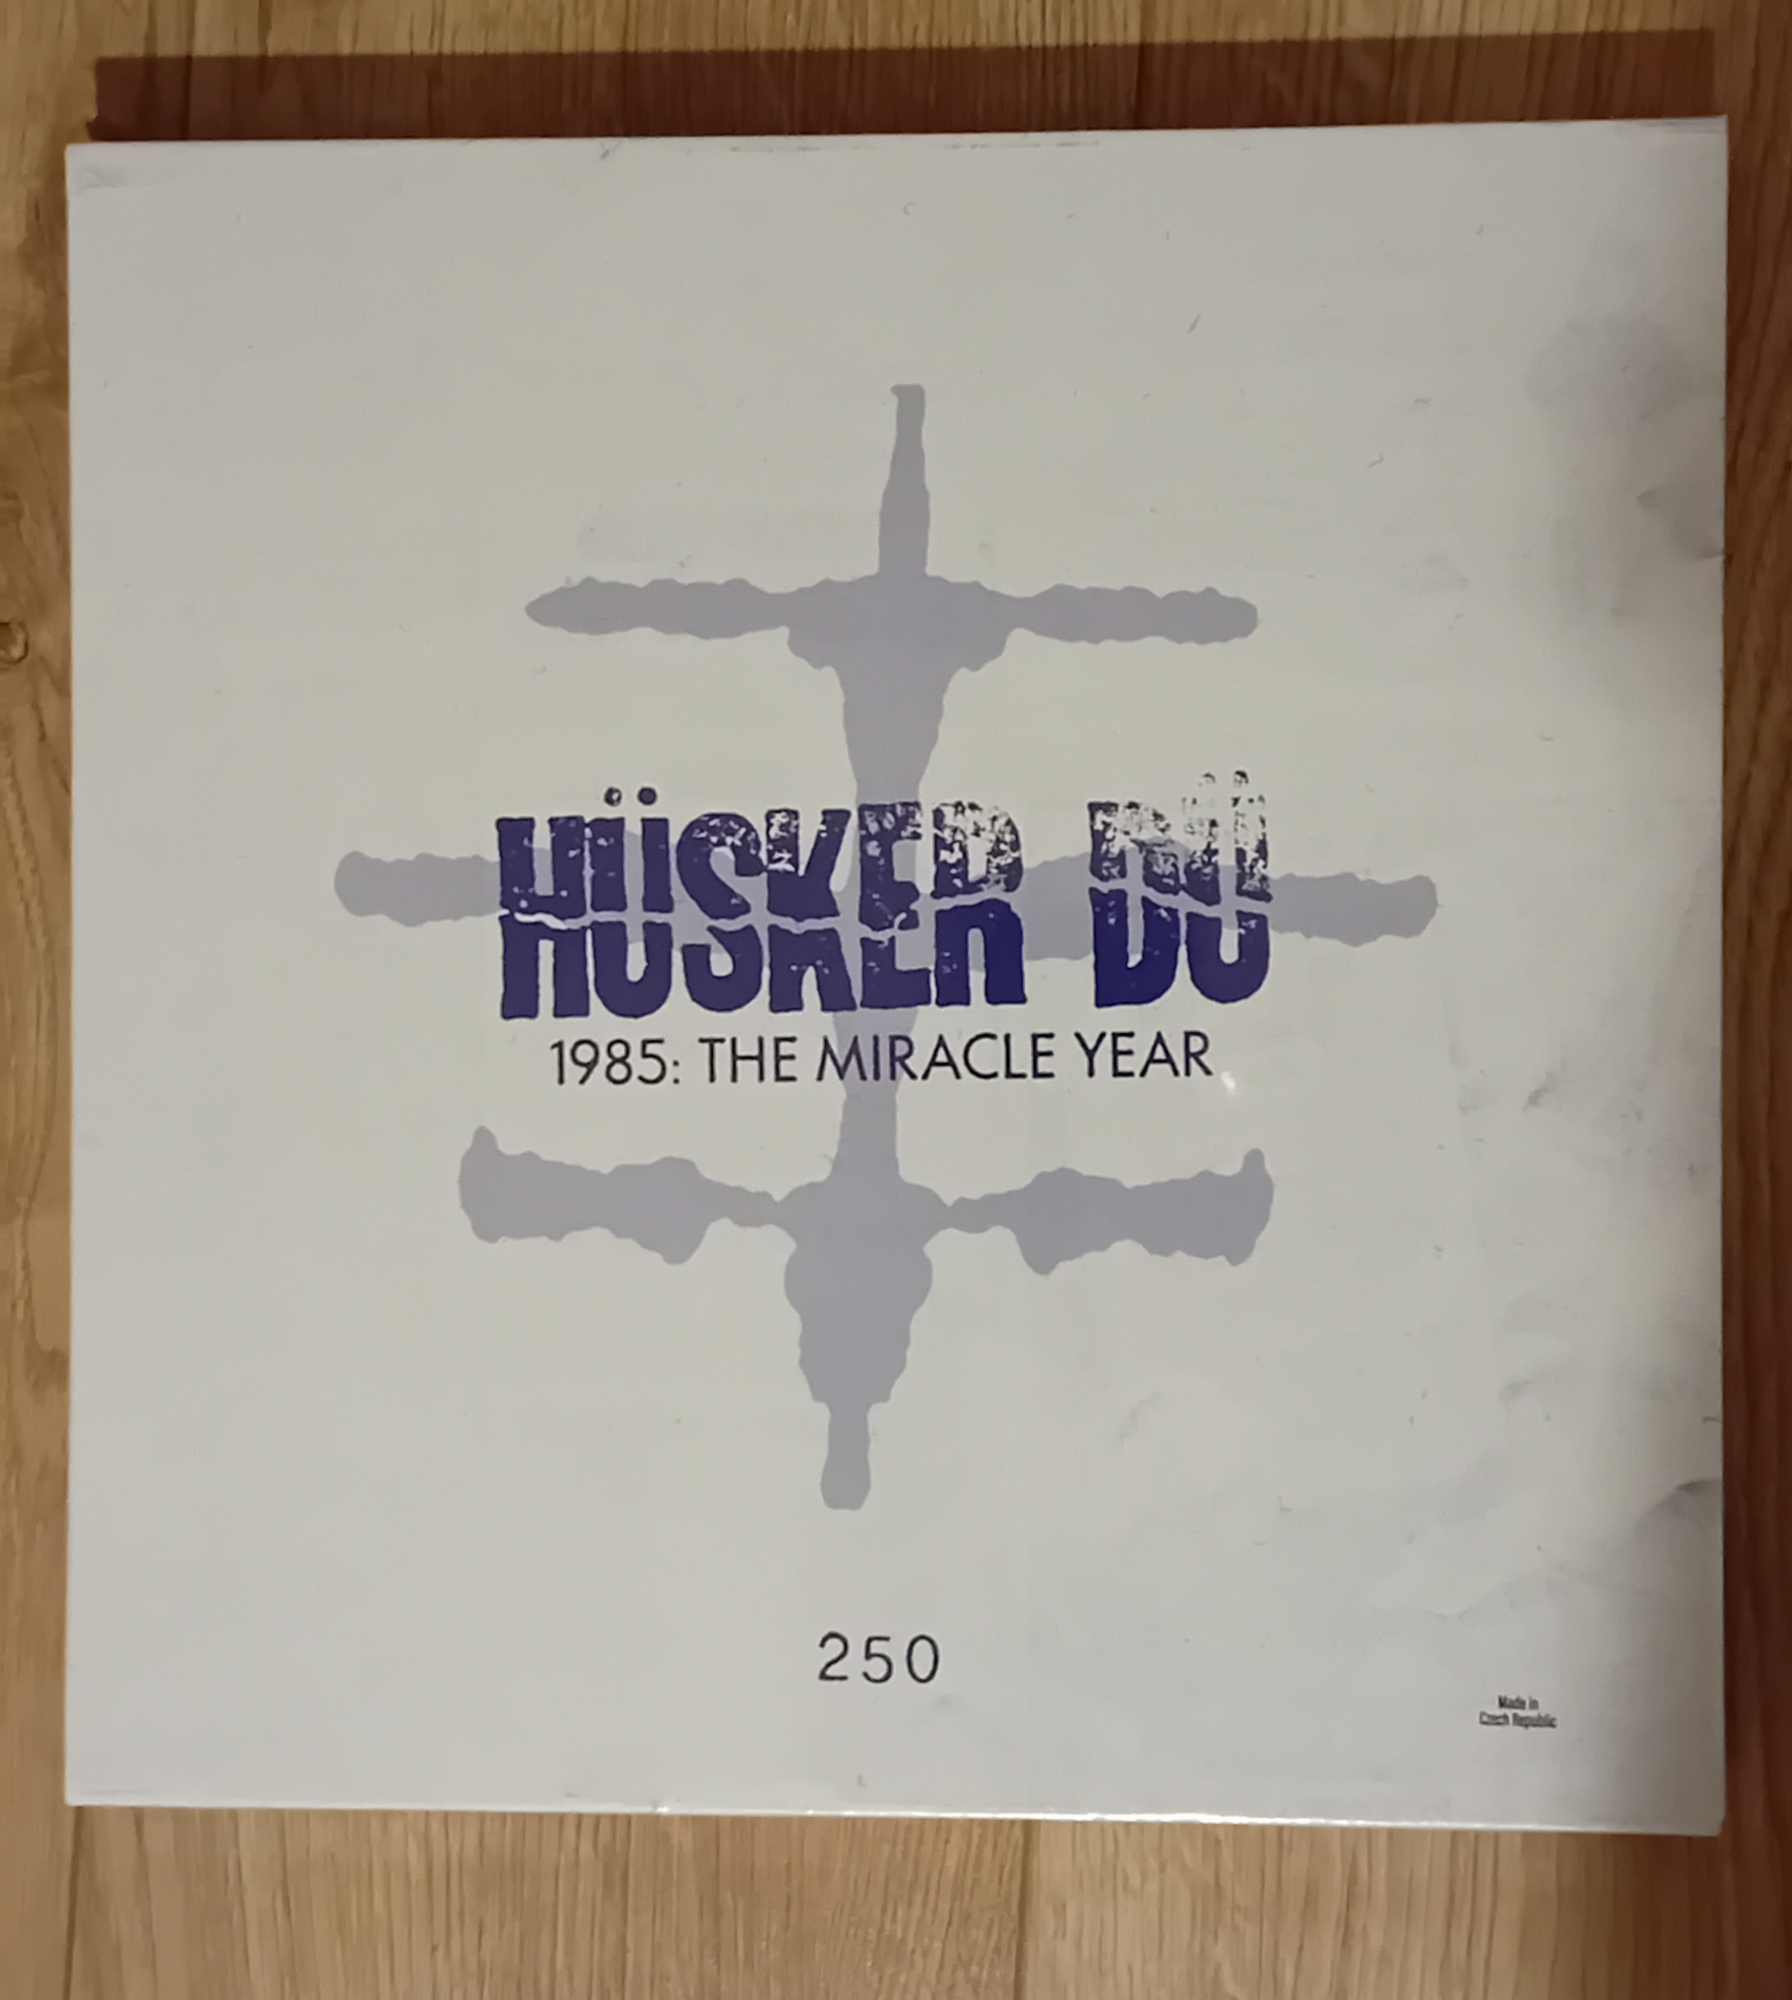 HÜSKER DÜ
1985: THE MIRACLE YEAR
250
Made in
Czech Republic